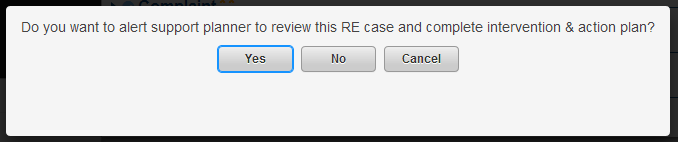 Complaint
Do you want to alert support planner to review this RE case and complete intervention & action plan?
Yes
No
Cancel